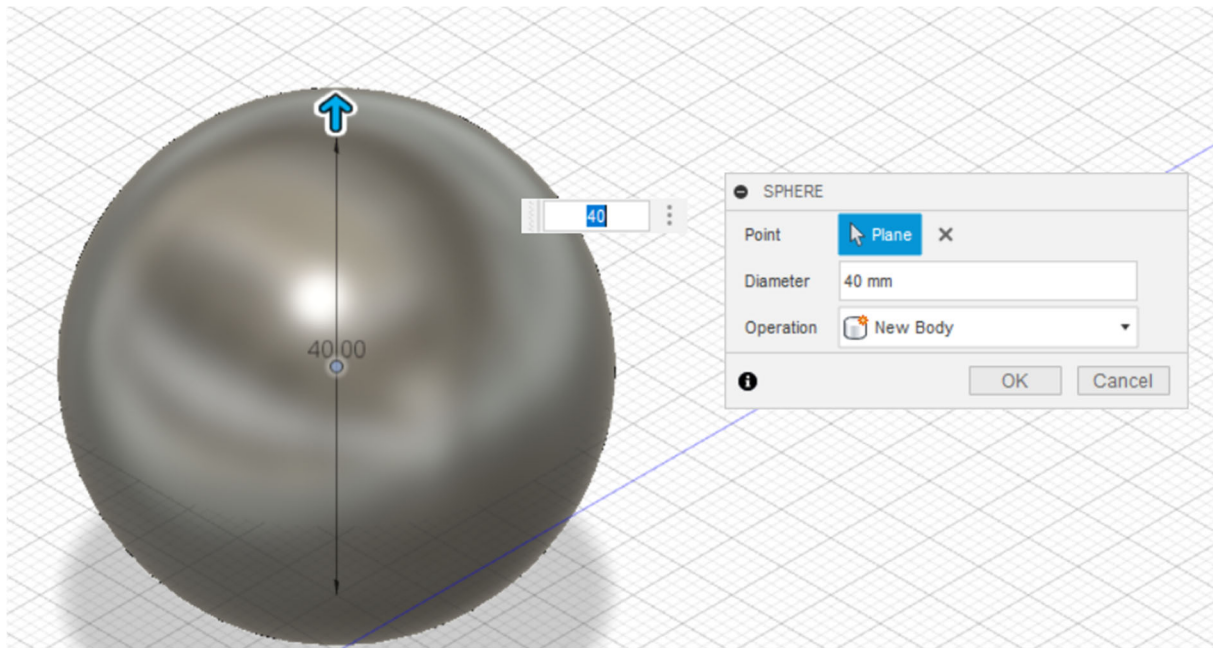 40
40.00
SPHERE
Point Plane
Diameter 40 mm
Operation New Body
OK Cancel